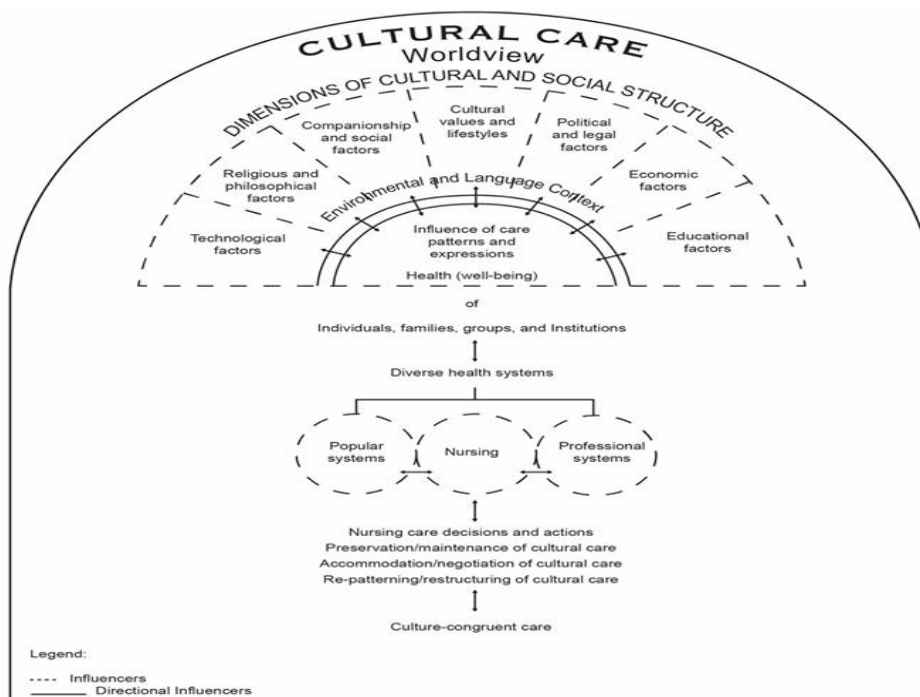 CULTURAL CARE
Worldview
DIMENSIONS OF CULTURAL AND SOCIAL STRUCTURE
Technological
factors
Religious and
philosophical
factors
Companionship
and social
factors
Cultural
values and
lifestyles
Political
and legal
factors
Economic
factors
Educational
factors
Environmental and Language Context
Influence of care
patterns and
expressions
Health (well-being)
of
Individuals, families, groups, and Institutions
Diverse health systems
Popular
systems
Nursing
Professional
systems
Nursing care decisions and actions
Preservation/maintenance of cultural care
Accommodation/negotiation of cultural care
Re-patterning/restructuring of cultural care
Culture-congruent care
Legend:
---- Influencers
Directional Influencers